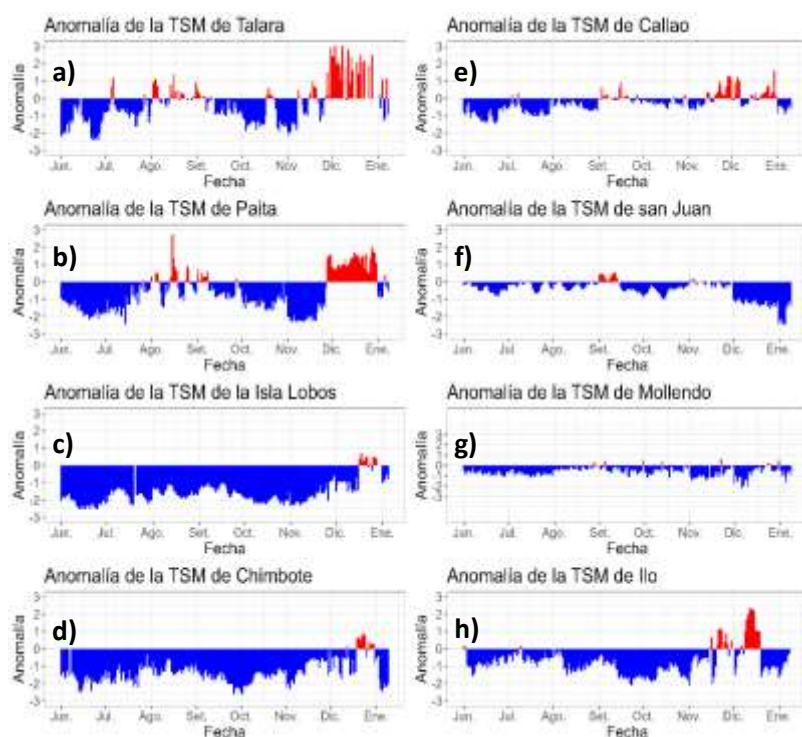 Anomalía de la TSM de Talara
a)
Anomalía
3
2
1
0
-1
-2
-3
Jun. Jul. Ago. Set. Oct. Nov. Dic. Ene.
Fecha
Anomalía de la TSM de Paita
b)
Anomalía
3
2
1
0
-1
-2
-3
Jun. Jul. Ago. Set. Oct. Nov. Dic. Ene.
Fecha
Anomalía de la TSM de la Isla Lobos
c)
Anomalía
3
2
1
0
-1
-2
-3
Jun. Jul. Ago. Set. Oct. Nov. Dic. Ene.
Fecha
Anomalía de la TSM de Chimbote
d)
Anomalía
3
2
1
0
-1
-2
-3
Jun. Jul. Ago. Set. Oct. Nov. Dic. Ene.
Fecha
Anomalía de la TSM de Callao
e)
Anomalía
3
2
1
0
-1
-2
-3
Jun. Jul. Ago. Set. Oct. Nov. Dic. Ene.
Fecha
Anomalía de la TSM de san Juan
f)
Anomalía
3
2
1
0
-1
-2
-3
Jun. Jul. Ago. Set. Oct. Nov. Dic. Ene.
Fecha
Anomalía de la TSM de Mollendo
g)
Anomalía
3
2
1
0
-1
-2
-3
Jun. Jul. Ago. Set. Oct. Nov. Dic. Ene.
Fecha
Anomalía de la TSM de Ilo
h)
Anomalía
3
2
1
0
-1
-2
-3
Jun. Jul. Ago. Set. Oct. Nov. Dic. Ene.
Fecha